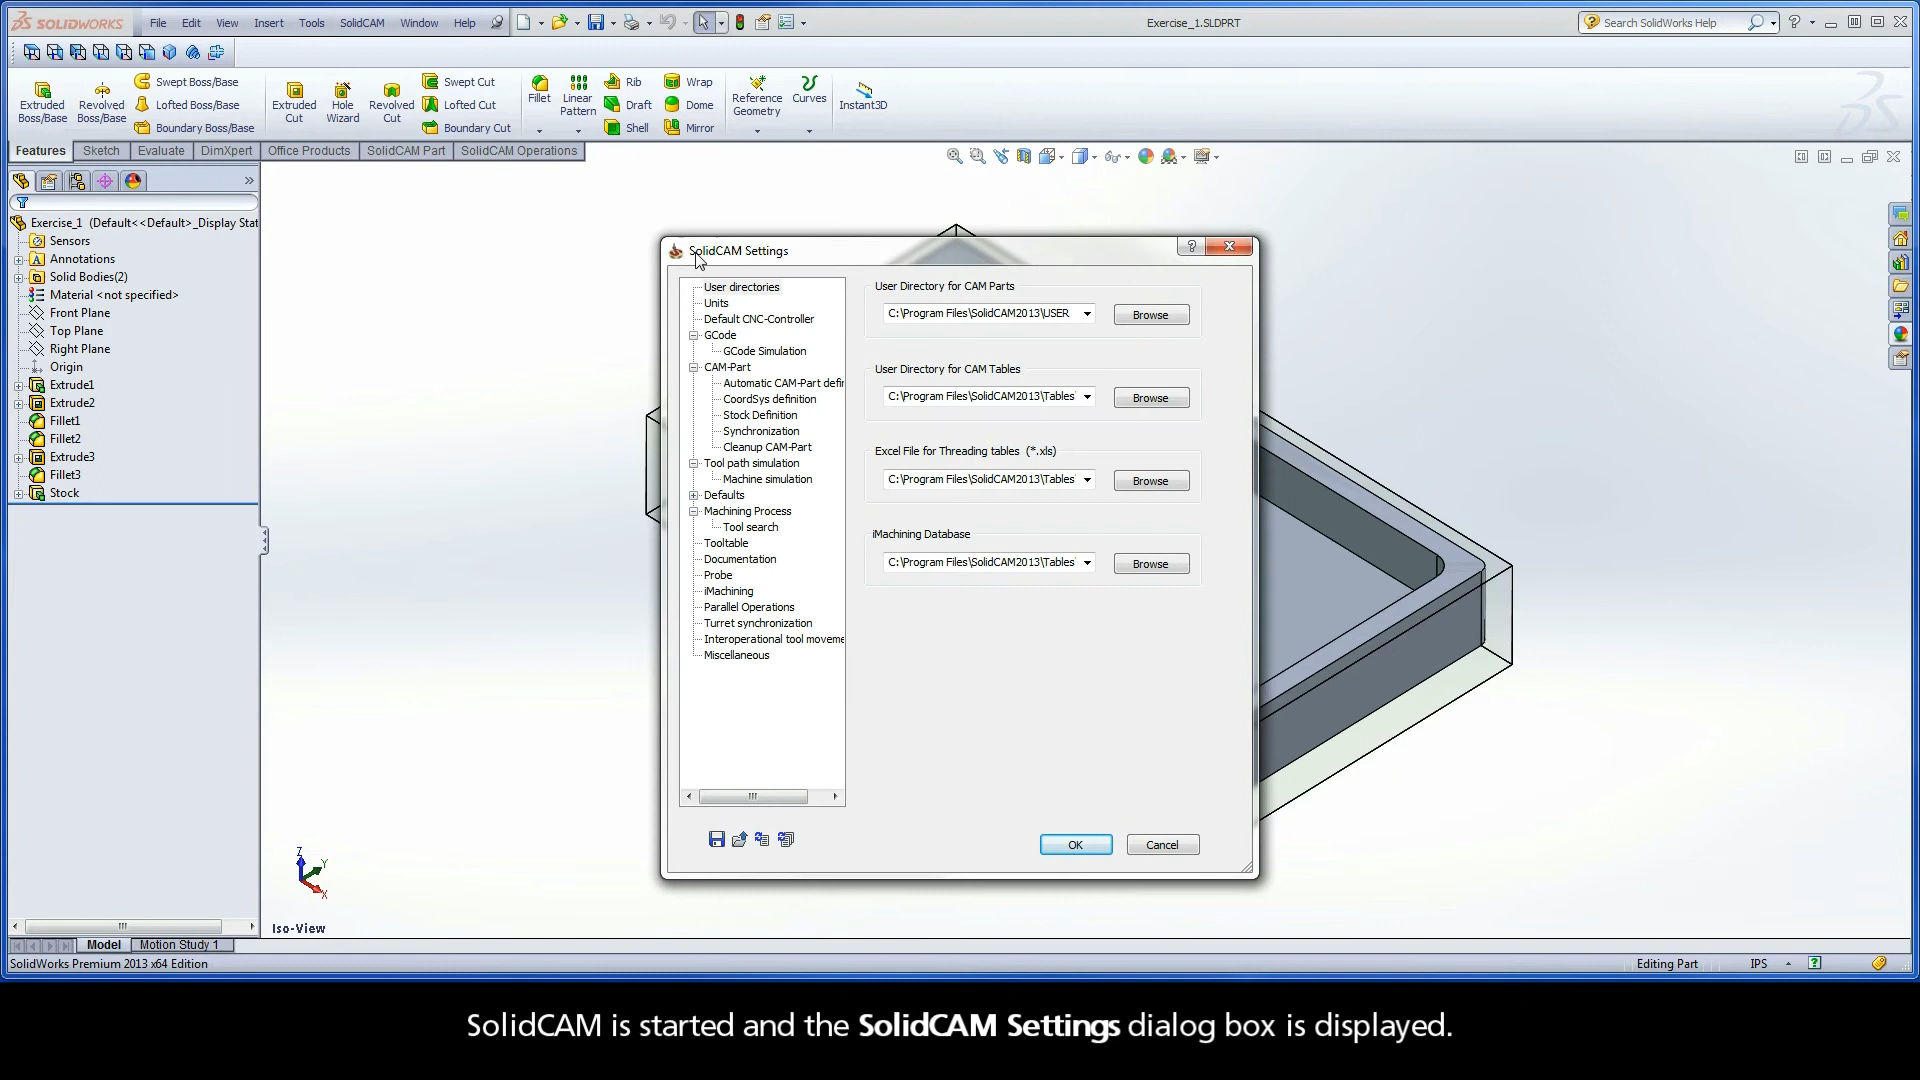 SOLIDWORKS File Edit View Insert Tools SolidCAM Window Help Exercise_1.SLDPRT Search SolidWorks Help
Extruded Boss/Base
Revolved Boss/Base
Swept Boss/Base
Lofted Boss/Base
Boundary Boss/Base
Extruded Cut
Hole Wizard
Revolved Cut
Swept Cut
Lofted Cut
Boundary Cut
Fillet
Linear Pattern
Rib
Draft
Shell
Wrap
Dome
Mirror
Reference Geometry
Curves
Instant3D
Features Sketch Evaluate DimXpert Office Products SolidCAM Part SolidCAM Operations
Exercise_1 (Default<<Default>_Display Stat
Sensors
Annotations
Solid Bodies(2)
Material <not specified>
Front Plane
Top Plane
Right Plane
Origin
Extrude1
Extrude2
Fillet1
Fillet2
Extrude3
Fillet3
Stock
SolidCAM Settings
User directories
Units
Default CNC-Controller
GCode
GCode Simulation
CAM-Part
Automatic CAM-Part defir
CoordSys definition
Stock Definition
Synchronization
Cleanup CAM-Part
Tool path simulation
Machine simulation
Defaults
Machining Process
Tool search
Tooltable
Documentation
Probe
iMachining
Parallel Operations
Turret synchronization
Interoperational tool moveme
Miscellaneous
User Directory for CAM Parts
C:\Program Files\SolidCAM2013\USER Browse
User Directory for CAM Tables
C:\Program Files\SolidCAM2013\Tables Browse
Excel File for Threading tables (*.xls)
C:\Program Files\SolidCAM2013\Tables Browse
iMachining Database
C:\Program Files\SolidCAM2013\Tables Browse
OK Cancel
Z
Y
X
Iso-View
Model Motion Study 1
SolidWorks Premium 2013 x64 Edition Editing Part IPS
SolidCAM is started and the SolidCAM Settings dialog box is displayed.